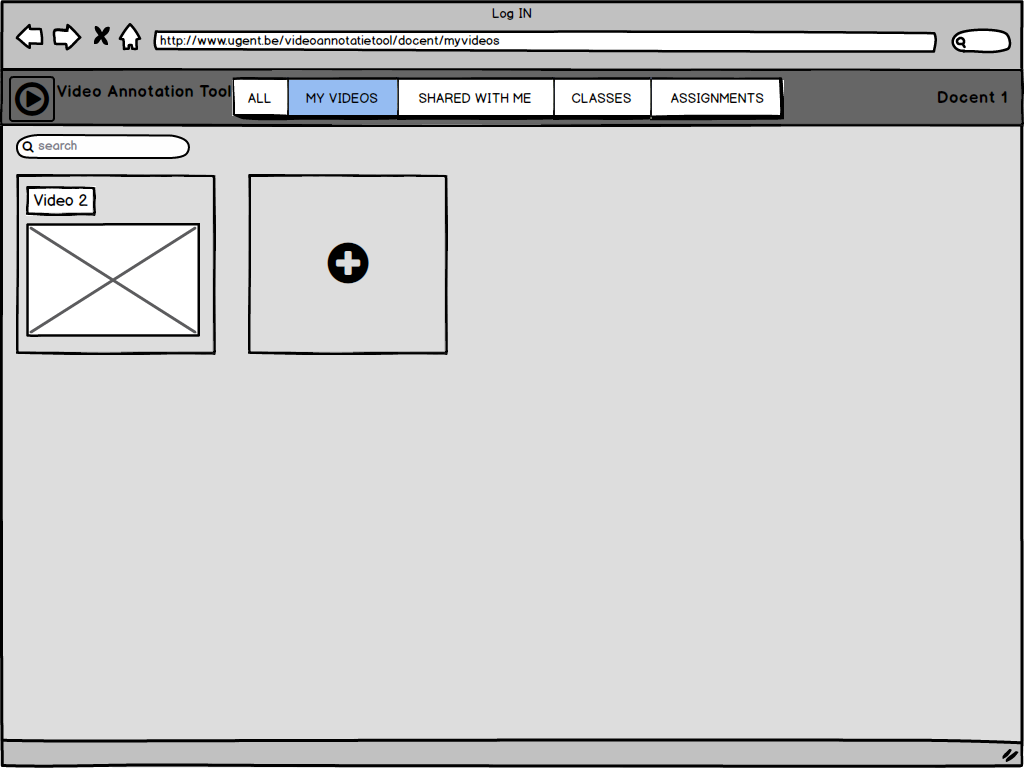 Log IN
http://www.ugent.be/videoannotatietool/docent/myvideos
Video Annotation Tool
ALL
MY VIDEOS
SHARED WITH ME
CLASSES
ASSIGNMENTS
Docent 1
search
Video 2